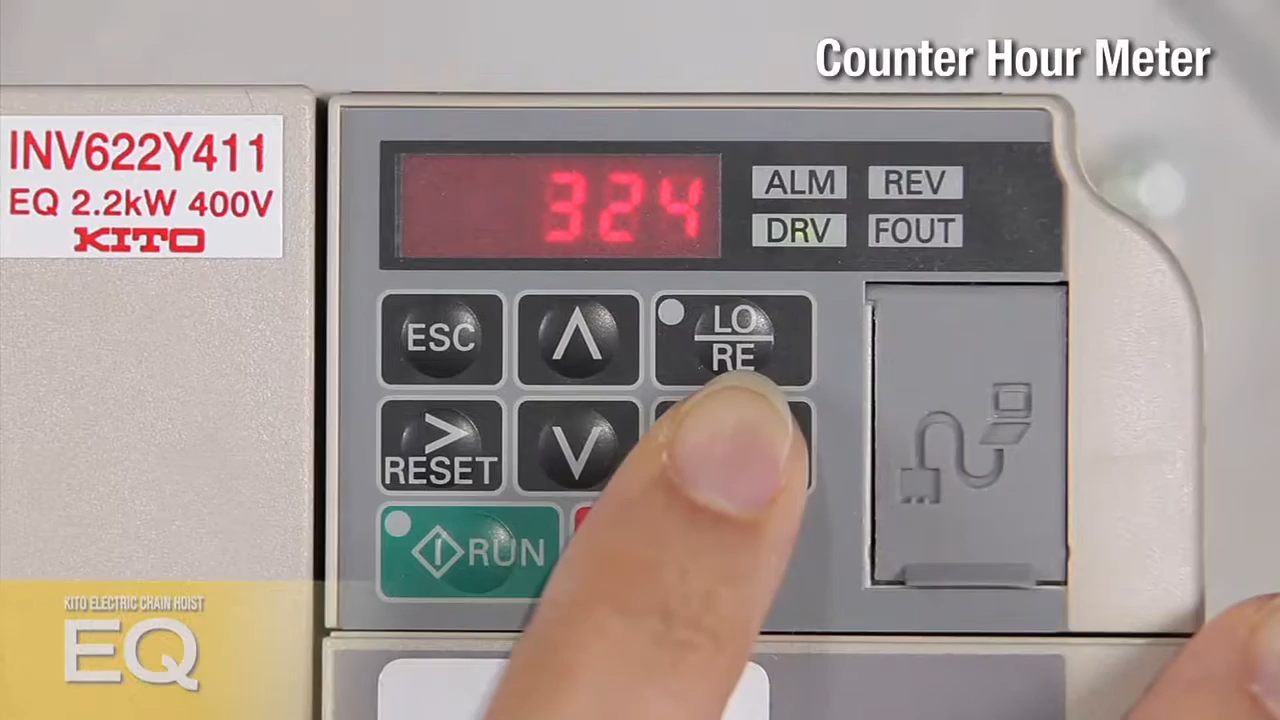 Counter Hour Meter
INV622Y411
EQ 2.2kW 400V
KITO
324
ALM
REV
DRV
FOUT
ESC
LO
RE
RESET
RUN
KITO ELECTRIC CHAIN HOIST
EQ